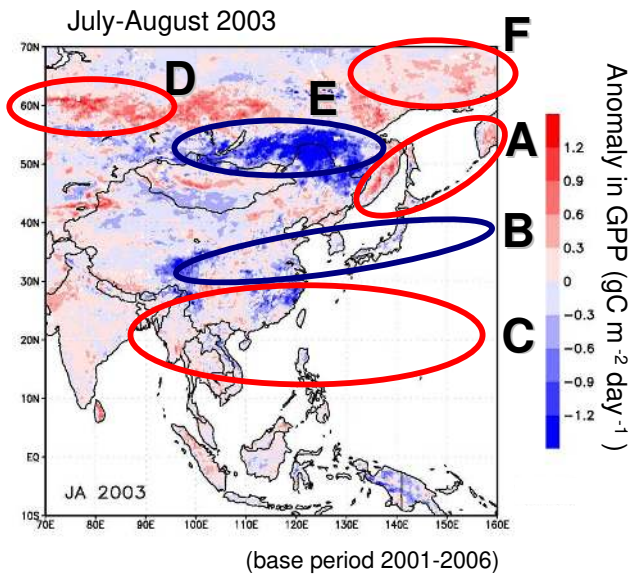 July-August 2003
F
D
E
A
B
C
70N
60N
50N
40N
30N
20N
10N
EQ
10S
JA 2003
70E 80E 90E 100E 110E 120E 130E 140E 150E 160E
1.2
0.9
0.6
0.3
0
−0.3
−0.6
−0.9
−1.2
Anomaly in GPP (gC m⁻² day⁻¹)
(base period 2001-2006)